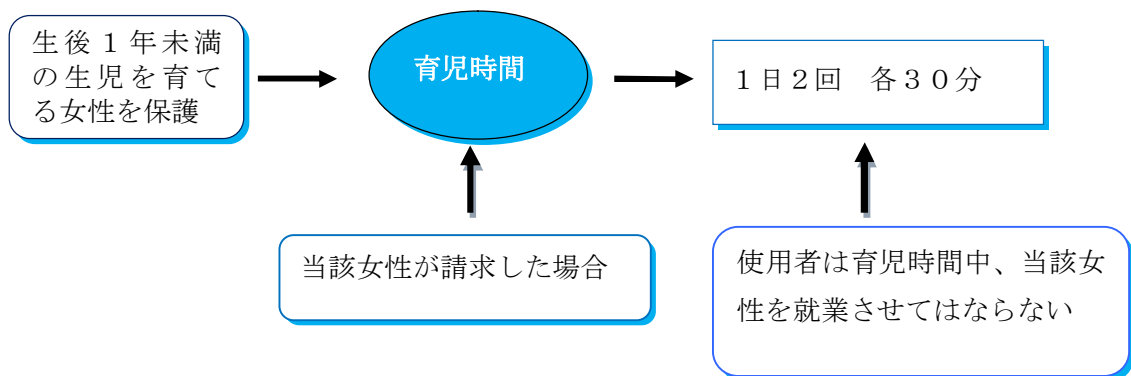 生後１年未満
の生児を育て
る女性を保護
育児時間
１日２回　各３０分
当該女性が請求した場合
使用者は育児時間中、当該女
性を就業させてはならない